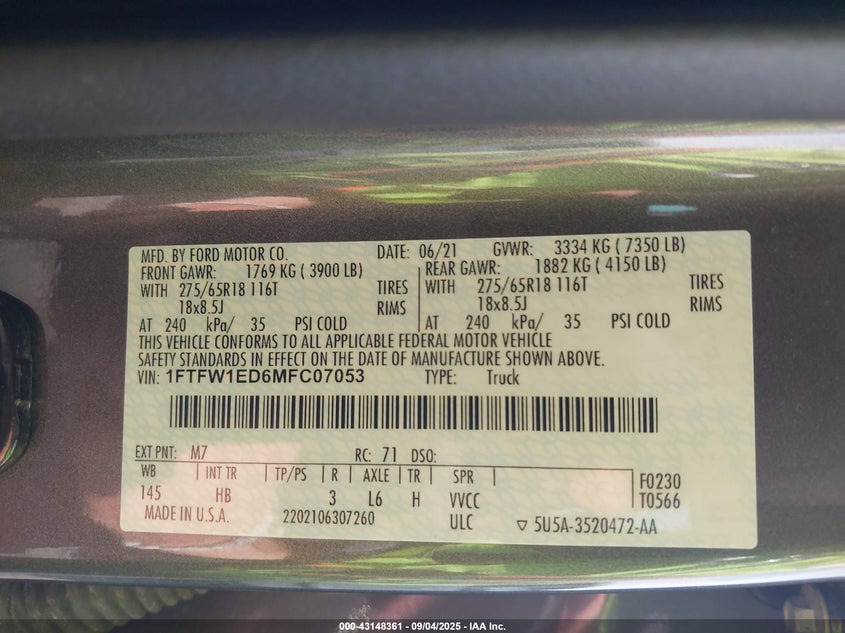 MFD. BY FORD MOTOR CO. DATE: 06/21 GVWR: 3334 KG ( 7350 LB)
FRONT GAWR: 1769 KG ( 3900 LB) REAR GAWR: 1882 KG ( 4150 LB)
WITH 275/65R18 116T TIRES 275/65R18 116T TIRES
18x8.5J RIMS 18x8.5J RIMS
AT 240 kPa/ 35 PSI COLD AT 240 kPa/ 35 PSI COLD
THIS VEHICLE CONFORMS TO ALL APPLICABLE FEDERAL MOTOR VEHICLE
SAFETY STANDARDS IN EFFECT ON THE DATE OF MANUFACTURE SHOWN ABOVE.
VIN: 1FTFW1ED6MFC07053 TYPE: Truck
EXT PNT: M7 RC: 71 DSO:
WB INT TR TP/PS R AXLE TR SPR F0230
145 HB 3 L6 H VVCC T0566
MADE IN U.S.A. 2202106307260 ULC ▽ 5U5A-3520472-AA
000-43148361 - 09/04/2025 - IAA Inc.